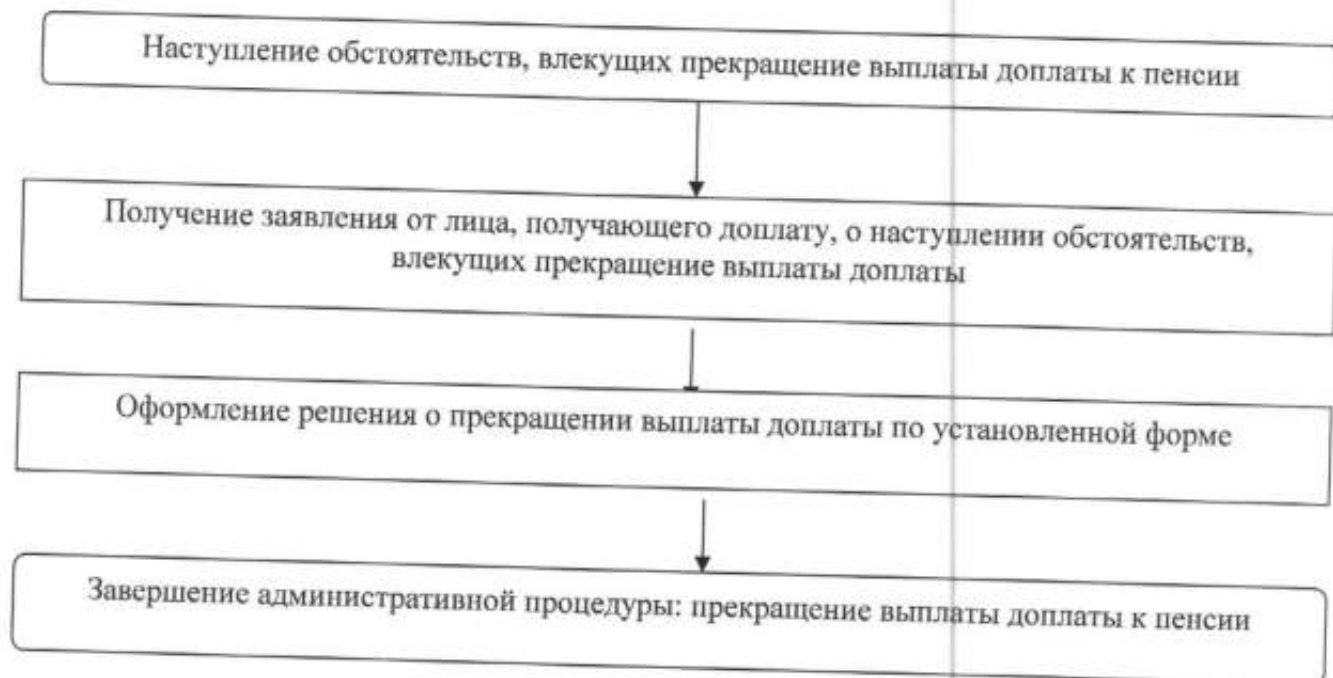 Наступление обстоятельств, влекущих прекращение выплаты доплаты к пенсии
Получение заявления от лица, получающего доплату, о наступлении обстоятельств,
влекущих прекращение выплаты доплаты
Оформление решения о прекращении выплаты доплаты по установленной форме
Завершение административной процедуры: прекращение выплаты доплаты к пенсии